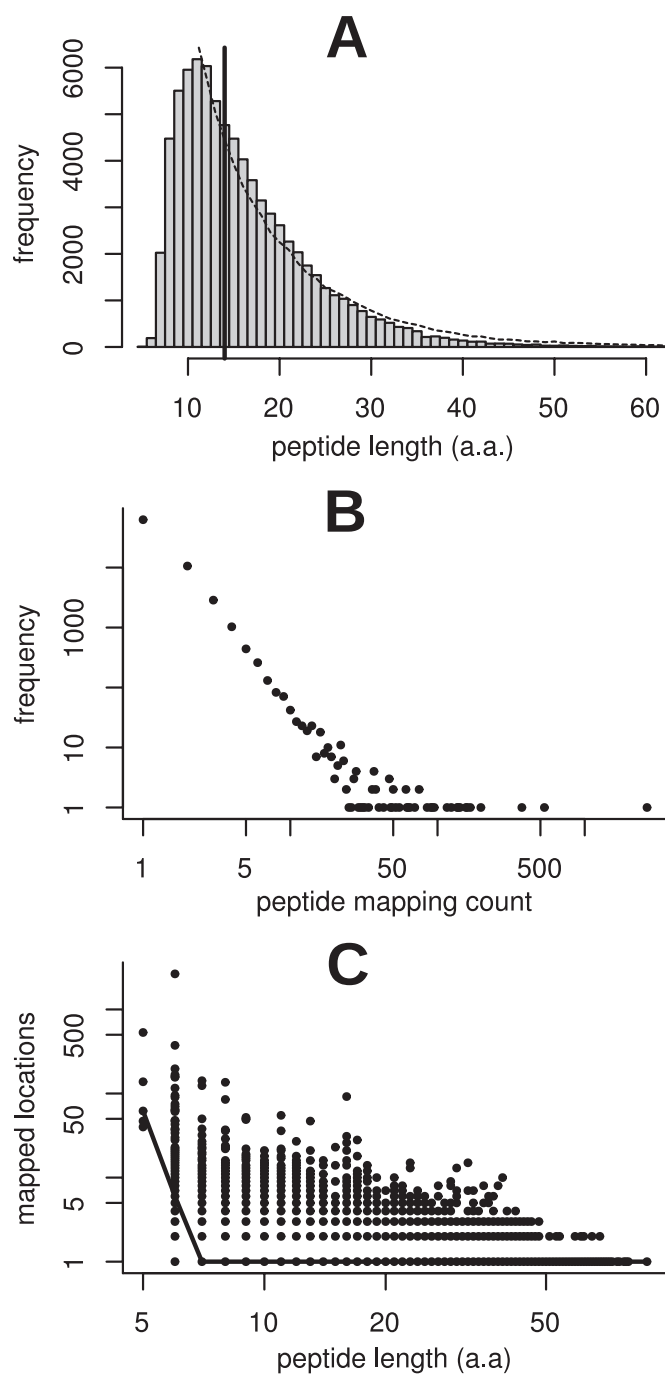 A
frequency
0
2000
4000
6000
10 20 30 40 50 60
peptide length (a.a.)
B
frequency
1
10
1000
1 5 50 500
peptide mapping count
C
mapped locations
1
5
50
500
5 10 20 50
peptide length (a.a)